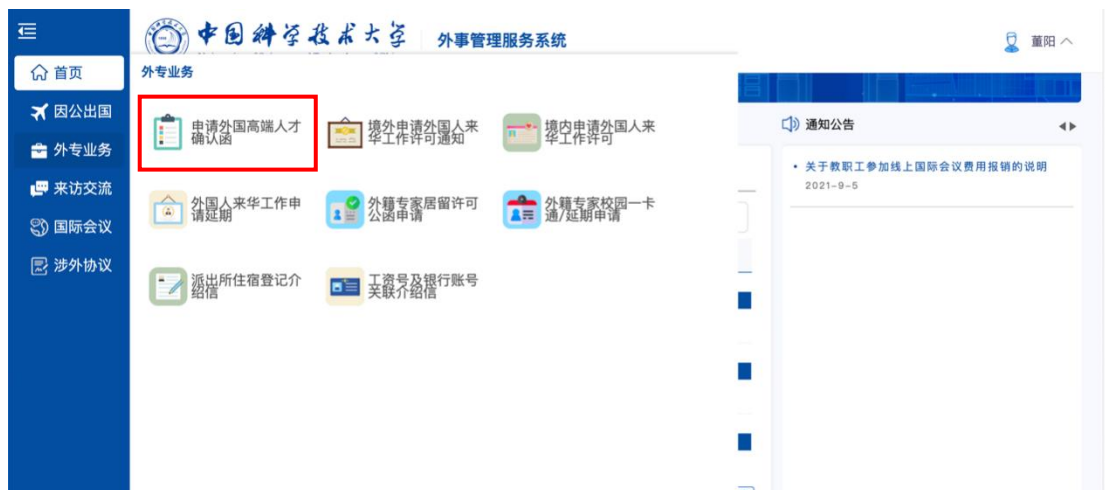 中国科学技术大学 外事管理服务系统
董阳
首页
因公出国
外专业务
来访交流
国际会议
涉外协议
外专业务
申请外国高端人才
确认函
境外申请外国人来
华工作许可通知
境内申请外国人来
华工作许可
外国人来华工作申
请延期
外籍专家居留许可
公函申请
外籍专家校园一卡
通/延期申请
派出所住宿登记介
绍信
工资号及银行账号
关联介绍信
通知公告
• 关于教职工参加线上国际会议费用报销的说明
2021-9-5